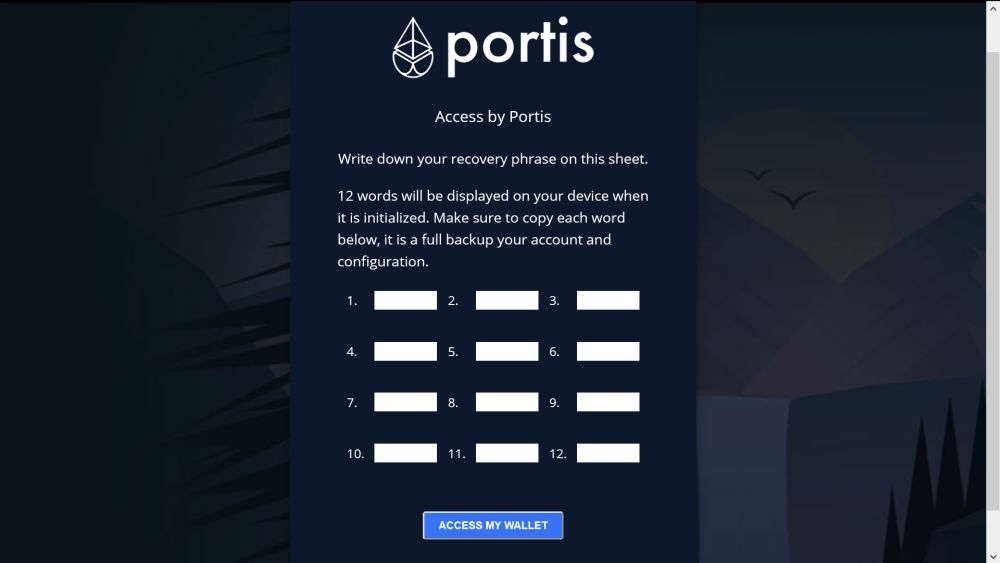 portis
Access by Portis
Write down your recovery phrase on this sheet.
12 words will be displayed on your device when
it is initialized. Make sure to copy each word
below, it is a full backup your account and
configuration.
1. 2. 3.
4. 5. 6.
7. 8. 9.
10. 11. 12.
ACCESS MY WALLET